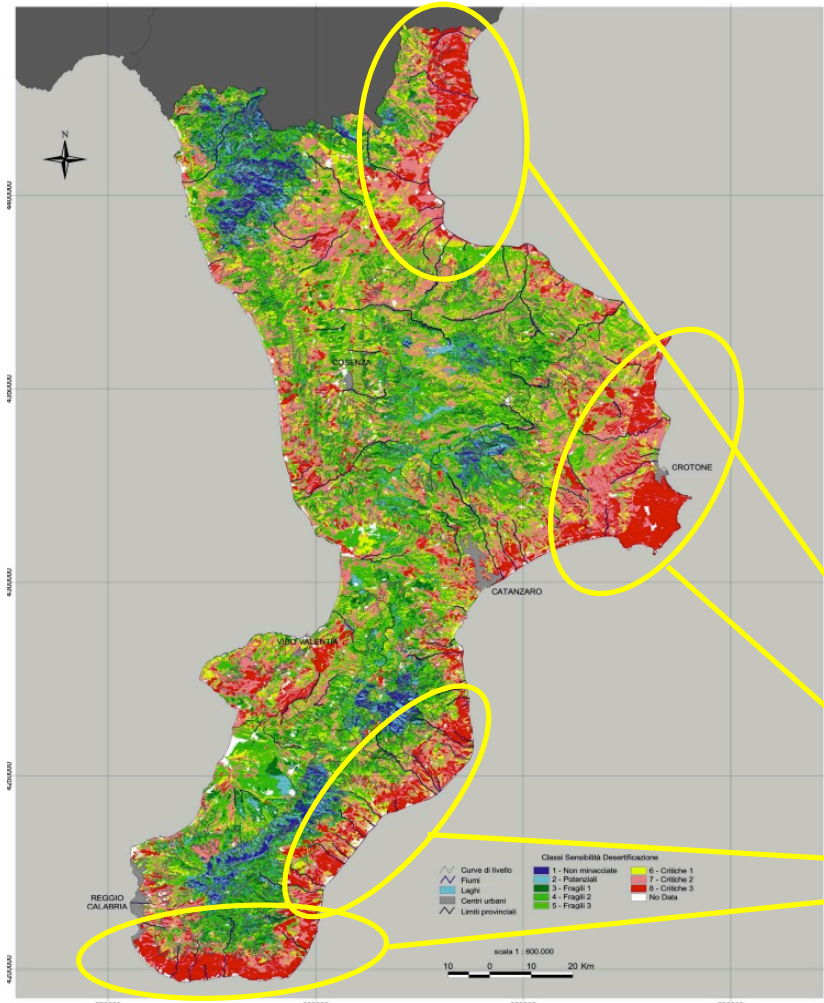 N
COSENZA
CROTONE
CATANZARO
VIBO VALENTIA
REGGIO
CALABRIA
Curve di livello
Fiumi
Laghi
Centri urbani
Limiti provinciali
Classi Sensibilità Desertificazione
1 - Non minacciate
2 - Potenziali
3 - Fragili 1
4 - Fragili 2
5 - Fragili 3
6 - Critiche 1
7 - Critiche 2
8 - Critiche 3
No Data
scala 1 : 600.000
10 0 10 20 Km